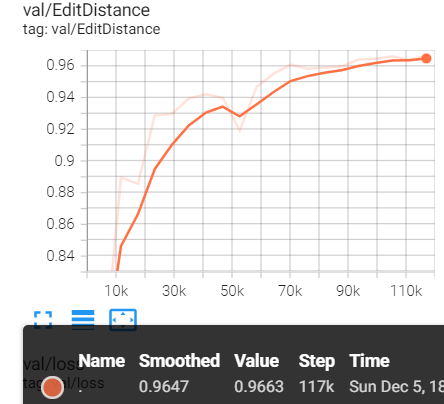 val/EditDistance
tag: val/EditDistance
0.96
0.94
0.92
0.9
0.88
0.86
0.84
10k 30k 50k 70k 90k 110k
val/loss
tag: val/loss
Name Smoothed Value Step Time
. 0.9647 0.9663 117k Sun Dec 5, 18